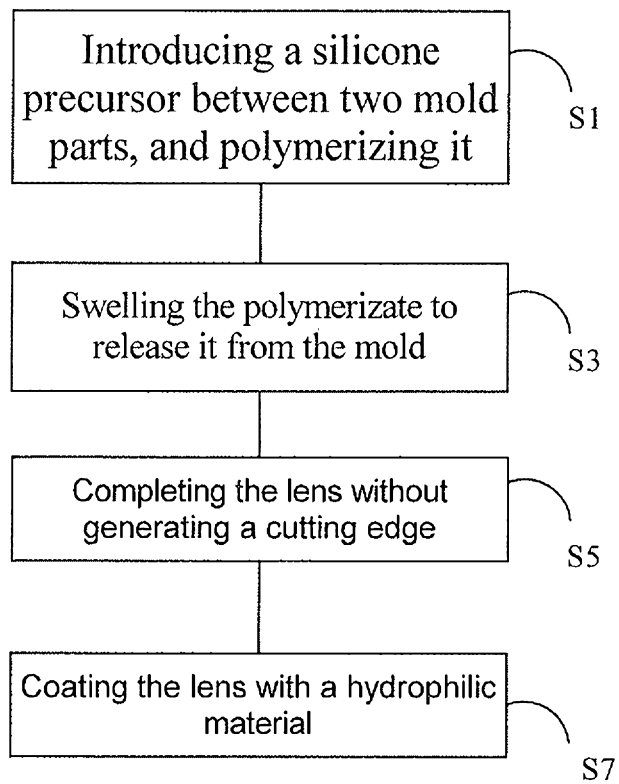 Introducing a silicone
precursor between two mold
parts, and polymerizing it
S1
Swelling the polymerizate to
release it from the mold
S3
Completing the lens without
generating a cutting edge
S5
Coating the lens with a hydrophilic
material
S7